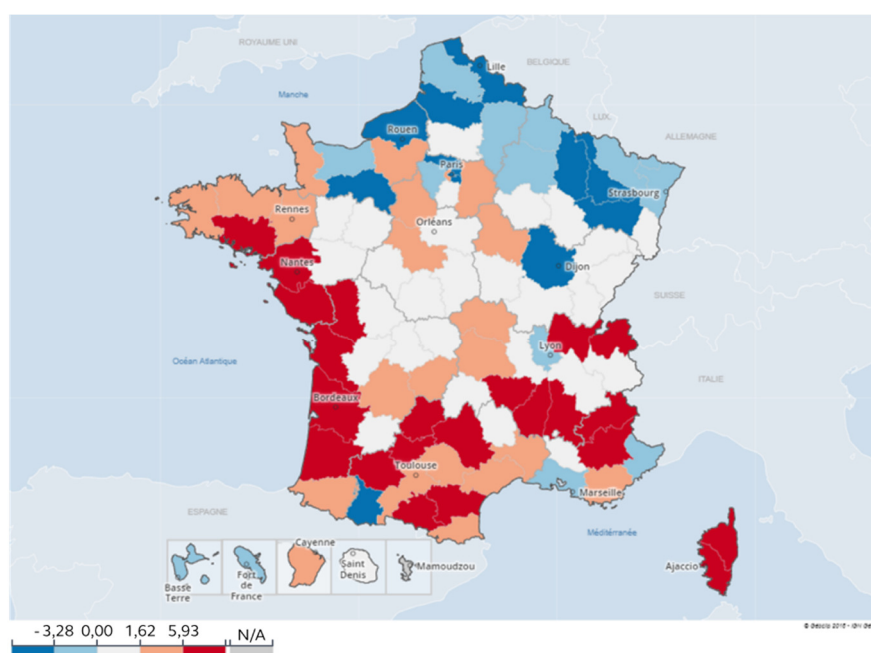 ROYAUME UNI
BELGIQUE
Lille
Manche
LUX.
Rouen
ALLEMAGNE
Paris
Strasbourg
Rennes
Orléans
Nantes
Dijon
SUISSE
Lyon
Océan Atlantique
ITALIE
Bordeaux
Toulouse
Marseille
ESPAGNE
Méditérranée
Cayenne
Saint
Denis
Mamoudzou
Ajaccio
Basse
Terre
Fort
de
France
-3,28 0,00 1,62 5,93 N/A